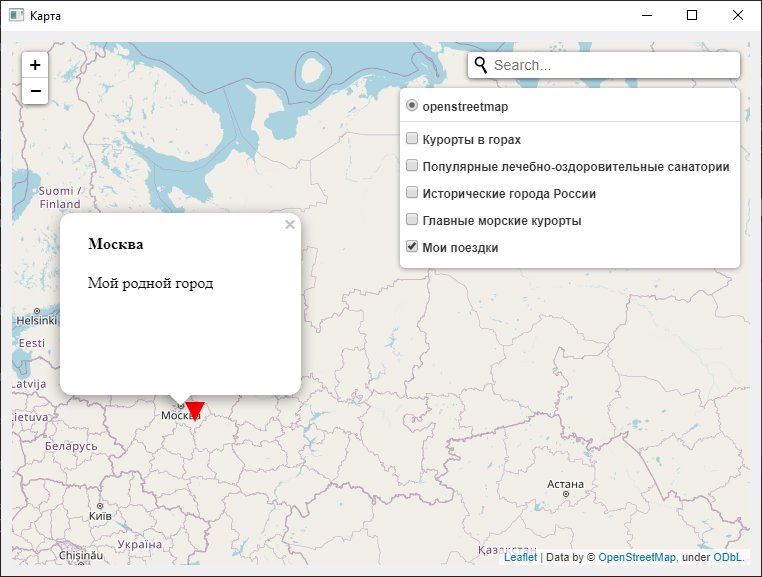 Карта
+
−
Search...
openstreetmap
Курорты в горах
Популярные лечебно-оздоровительные санатории
Исторические города России
Главные морские курорты
Мои поездки
Suomi /
Finland
×
Москва
Мой родной город
Helsinki
Eesti
Latvija
Lietuva
Москва
Беларусь
Астана
Київ
Україна
Chișinău
Қазақстан
Leaflet | Data by © OpenStreetMap, under ODbL.